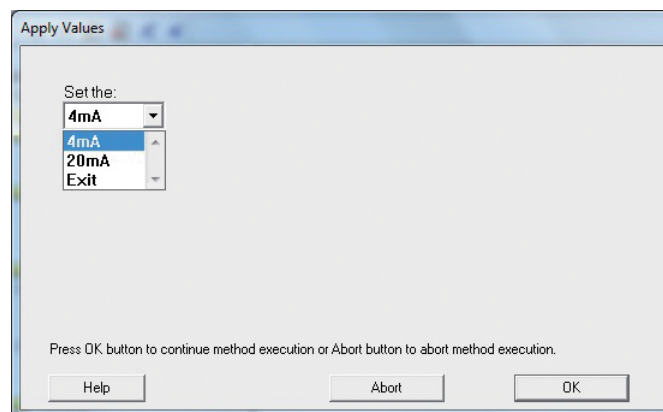 Apply Values
Set the:
4mA
4mA
20mA
Exit
Press OK button to continue method execution or Abort button to abort method execution.
Help Abort OK